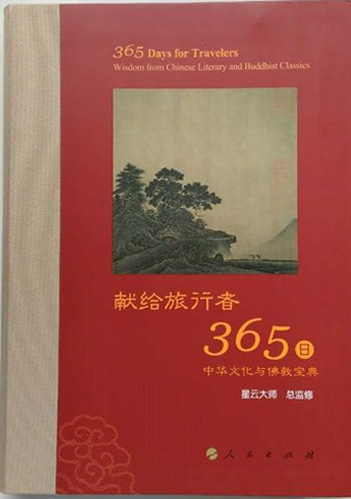 365 Days for Travelers
Wisdom from Chinese Literary and Buddhist Classics
献给旅行者
365日
中华文化与佛教宝典
星云大师 总监修
人民出版社